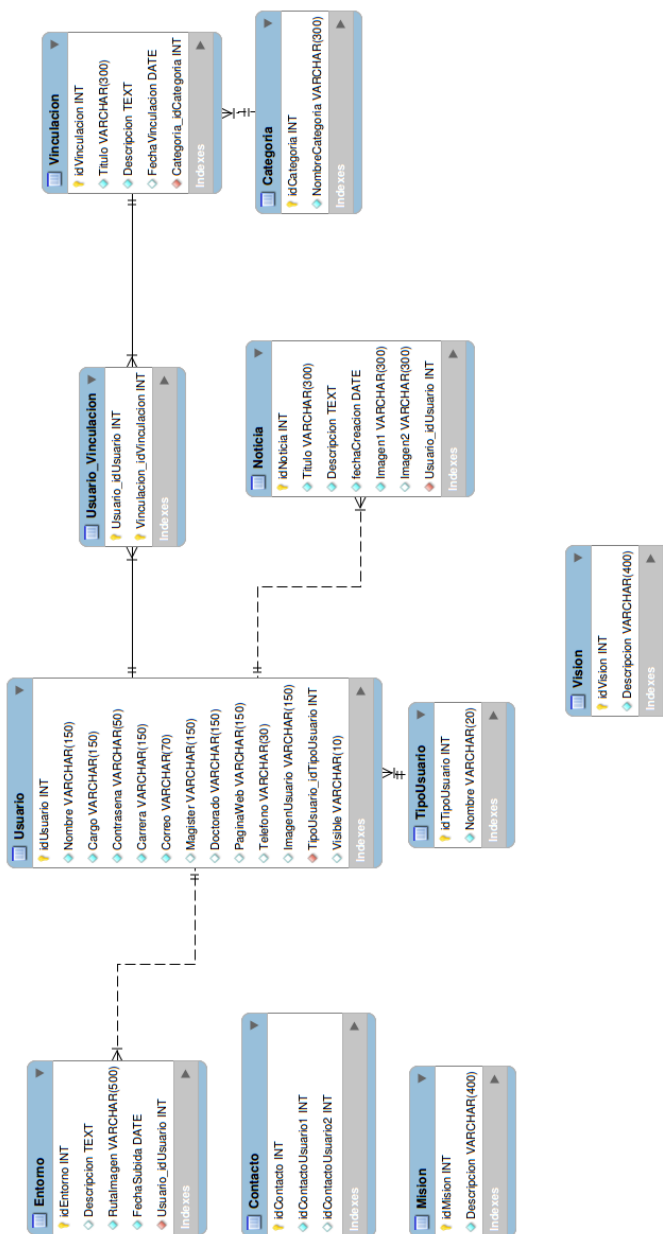 Entorno
idEntorno INT
Descripcion TEXT
RutaImagen VARCHAR(500)
FechaSubida DATE
Usuario_idUsuario INT
Indexes
Contacto
idContacto INT
idContactoUsuario1 INT
idContactoUsuario2 INT
Indexes
Mision
idMision INT
Descripcion VARCHAR(400)
Indexes
Usuario
idUsuario INT
Nombre VARCHAR(150)
Cargo VARCHAR(150)
Contrasena VARCHAR(50)
Carrera VARCHAR(150)
Correo VARCHAR(70)
Magister VARCHAR(150)
Doctorado VARCHAR(150)
PaginaWeb VARCHAR(150)
Telefono VARCHAR(30)
ImagenUsuario VARCHAR(150)
TipoUsuario_idTipoUsuario INT
Visible VARCHAR(10)
Indexes
TipoUsuario
idTipoUsuario INT
Nombre VARCHAR(20)
Indexes
Vision
idVision INT
Descripcion VARCHAR(400)
Indexes
Usuario_Vinculacion
Usuario_idUsuario INT
Vinculacion_idVinculacion INT
Indexes
Noticia
idNoticia INT
Titulo VARCHAR(300)
Descripcion TEXT
fechaCreacion DATE
Imagen1 VARCHAR(300)
Imagen2 VARCHAR(300)
Usuario_idUsuario INT
Indexes
Vinculacion
idVinculacion INT
Titulo VARCHAR(300)
Descripcion TEXT
FechaVinculacion DATE
Categoria_idCategoria INT
Indexes
Categoria
idCategoria INT
NombreCategoria VARCHAR(300)
Indexes